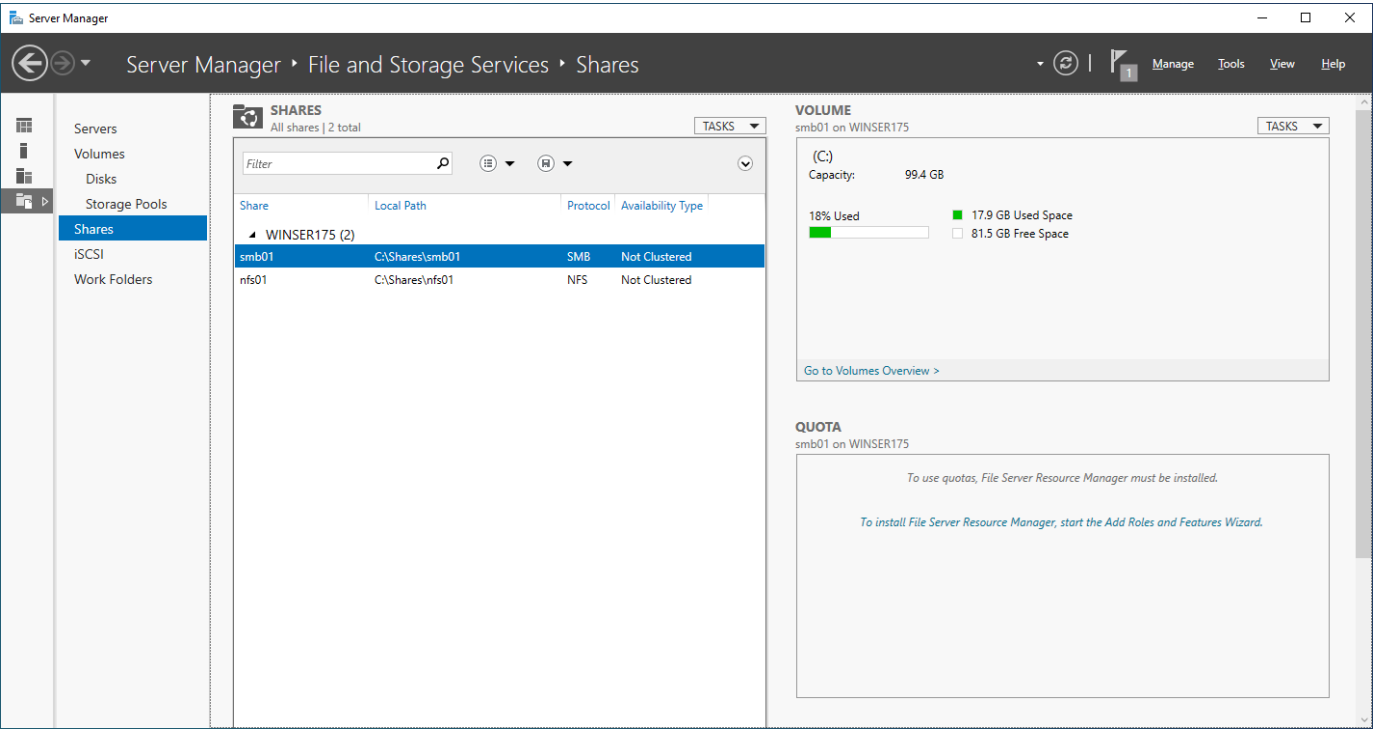 Server Manager
Server Manager ‣ File and Storage Services ‣ Shares
1
Manage Tools View Help
Servers
Volumes
Disks
Storage Pools
Shares
iSCSI
Work Folders
SHARES
All shares | 2 total
TASKS
Filter
Share Local Path Protocol Availability Type
WINSER175 (2)
smb01 C:\Shares\smb01 SMB Not Clustered
nfs01 C:\Shares\nfs01 NFS Not Clustered
VOLUME
smb01 on WINSER175
TASKS
(C:)
Capacity: 99.4 GB
18% Used
17.9 GB Used Space
81.5 GB Free Space
Go to Volumes Overview >
QUOTA
smb01 on WINSER175
To use quotas, File Server Resource Manager must be installed.
To install File Server Resource Manager, start the Add Roles and Features Wizard.